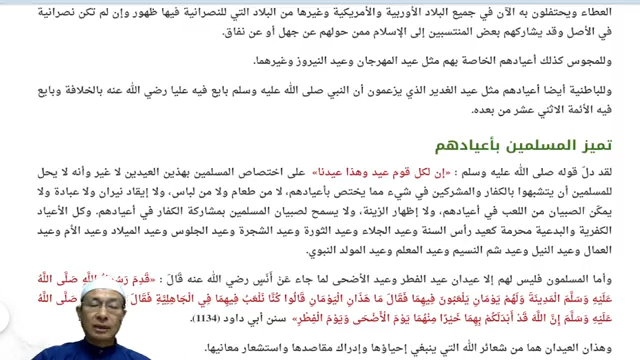 العطاء ويحتفلون به الآن في جميع البلاد الأوربية والأمريكية وغيرها من البلاد التي للنصرانية فيها ظهور وإن لم تكن نصرانية
في الأصل وقد يشاركهم بعض المنتسبين إلى الإسلام ممن حولهم عن جهل أو عن نفاق.
وللمجوس كذلك أعيادهم الخاصة بهم مثل عيد المهرجان وعيد النيروز وغيرهما.
وللباطنية أيضا أعيادهم مثل عيد الغدير الذي يزعمون أن النبي صلى الله عليه وسلم بايع فيه عليا رضي الله عنه بالخلافة وبايع
فيه الأئمة الاثني عشر من بعده.
تميز المسلمين بأعيادهم
لقد دلّ قوله صلى الله عليه وسلم : «إن لكل قوم عيد وهذا عيدنا» على اختصاص المسلمين بهذين العيدين لا غير وأنه لا يحل
للمسلمين أن يتشبهوا بالكفار والمشركين في شيء مما يختص بأعيادهم، لا من طعام ولا من لباس، ولا إيقاد نيران ولا عبادة ولا
يمكّن الصبيان من اللعب في أعيادهم، ولا إظهار الزينة، ولا يسمح لصبيان المسلمين بمشاركة الكفار في أعيادهم. وكل الأعياد
الكفرية والبدعية محرمة كعيد رأس السنة وعيد الجلاء وعيد الثورة وعيد الشجرة وعيد الجلوس وعيد الميلاد وعيد الأم وعيد
العمال وعيد النيل وعيد شم النسيم وعيد المعلم وعيد المولد النبوي.
وأما المسلمون فليس لهم إلا عيدان عيد الفطر وعيد الأضحى لما جاء عَنْ أَنَسٍ رضي الله عنه قَالَ : «قَدِمَ رَسُولُ اللَّهِ صَلَّى اللَّهُ
عَلَيْهِ وَسَلَّمَ الْمَدِينَةَ وَلَهُمْ يَوْمَانِ يَلْعَبُونَ فِيهِمَا فَقَالَ مَا هَذَانِ الْيَوْمَانِ قَالُوا كُنَّا نَلْعَبُ فِيهِمَا فِي الْجَاهِلِيَّةِ فَقَالَ صَلَّى اللَّهُ
عَلَيْهِ وَسَلَّمَ إِنَّ اللَّهَ قَدْ أَبْدَلَكُمْ بِهِمَا خَيْرًا مِنْهُمَا يَوْمَ الْأَضْحَى وَيَوْمَ الْفِطْرِ» سنن أبي داود (1134).
وهذان العيدان هما من شعائر الله التي ينبغي إحياؤها وإدراك مقاصدها واستشعار معانيها.